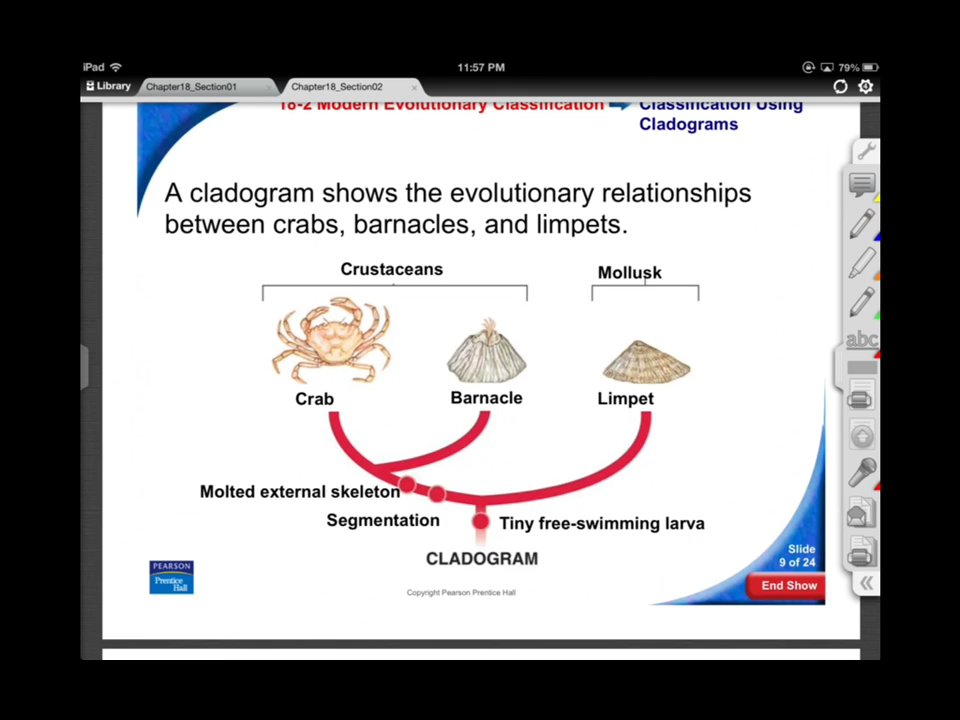 iPad 11:57 PM 79%
Library Chapter18_Section01 × Chapter18_Section02 ×
18-2 Modern Evolutionary Classification Classification Using
Cladograms
A cladogram shows the evolutionary relationships
between crabs, barnacles, and limpets.
Crustaceans Mollusk
Crab Barnacle Limpet
Molted external skeleton
Segmentation Tiny free-swimming larva
CLADOGRAM
PEARSON
Prentice
Hall
Copyright Pearson Prentice Hall
Slide
9 of 24
End Show
abc